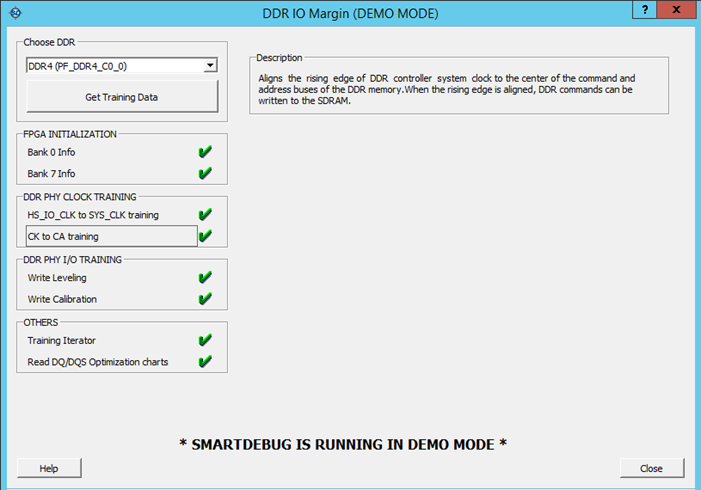 DDR IO Margin (DEMO MODE)
? x
Choose DDR
DDR4 (PF_DDR4_C0_0)
Get Training Data
FPGA INITIALIZATION
Bank 0 Info
Bank 7 Info
DDR PHY CLOCK TRAINING
HS_IO_CLK to SYS_CLK training
CK to CA training
DDR PHY I/O TRAINING
Write Leveling
Write Calibration
OTHERS
Training Iterator
Read DQ/DQS Optimization charts
Description
Aligns the rising edge of DDR controller system clock to the center of the command and
address buses of the DDR memory.When the rising edge is aligned, DDR commands can be
written to the SDRAM.
* SMARTDEBUG IS RUNNING IN DEMO MODE *
Help
Close